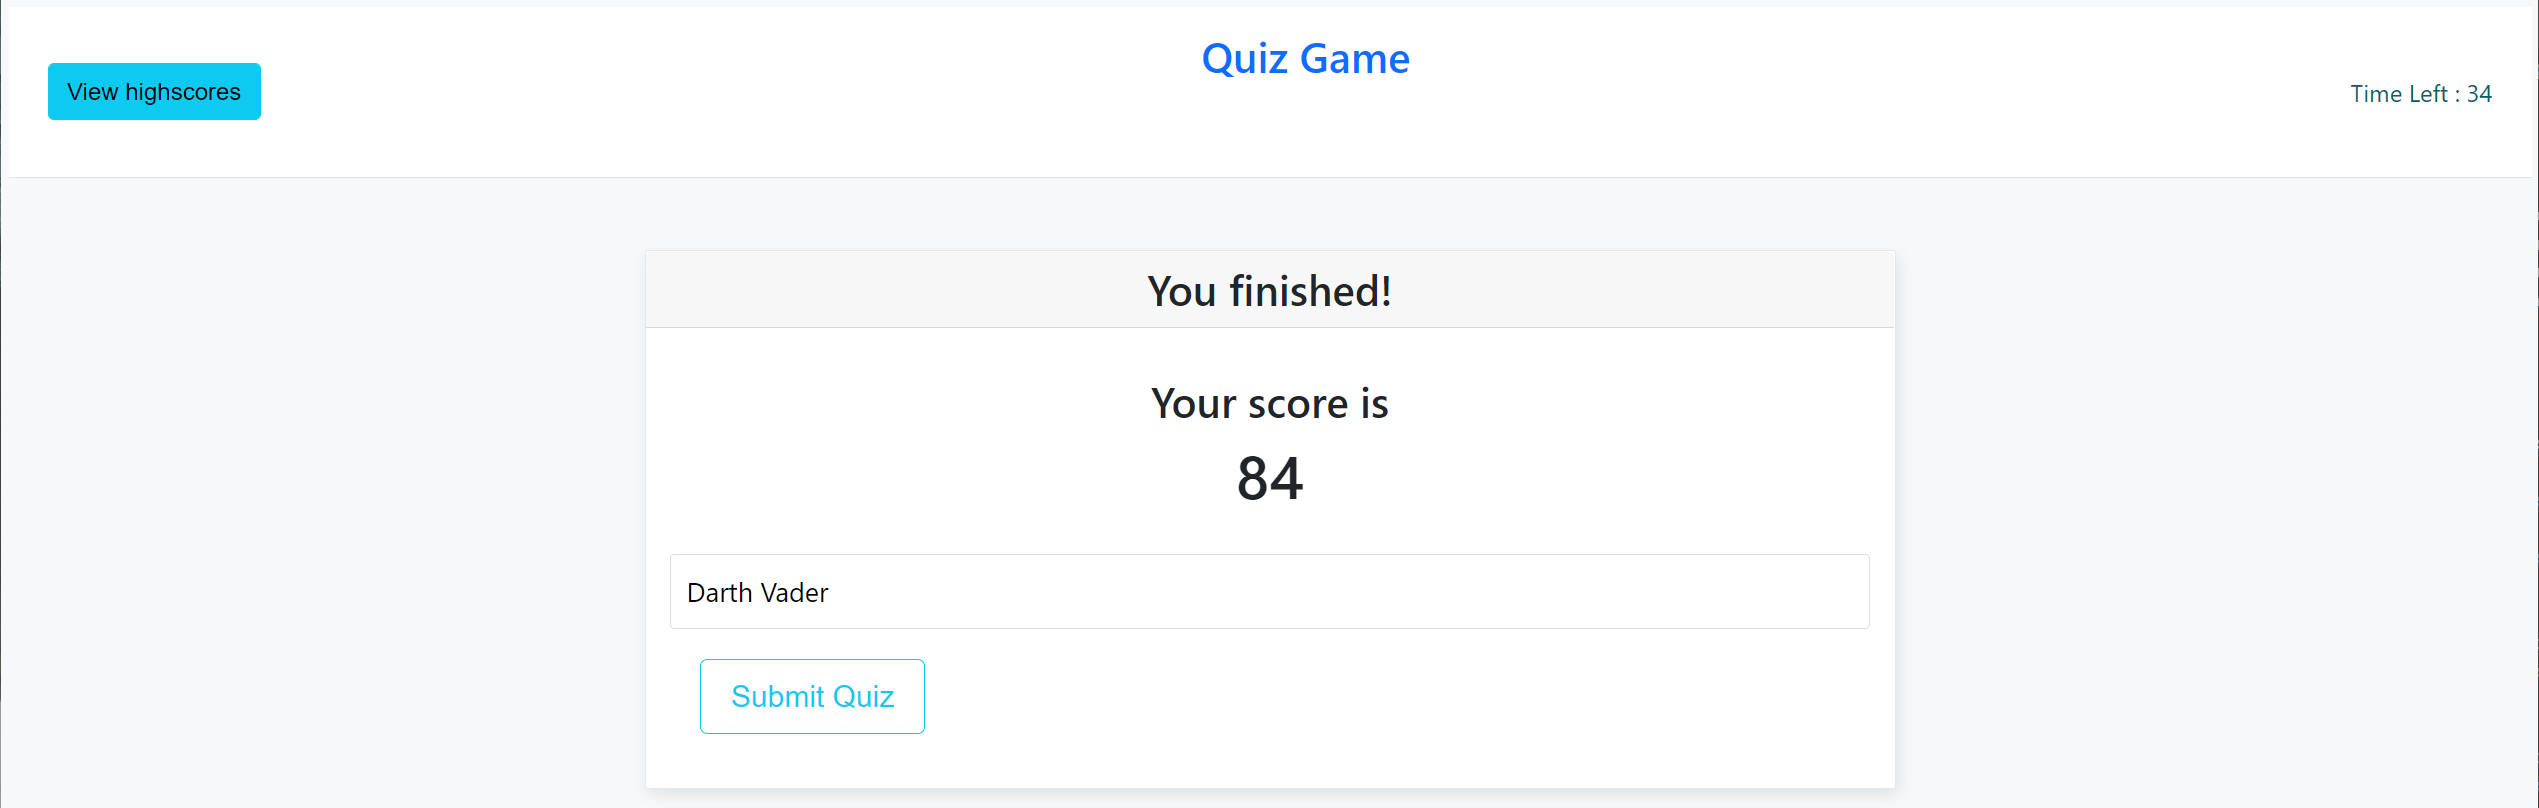 Quiz Game
View highscores
Time Left : 34
You finished!
Your score is
84
Darth Vader
Submit Quiz